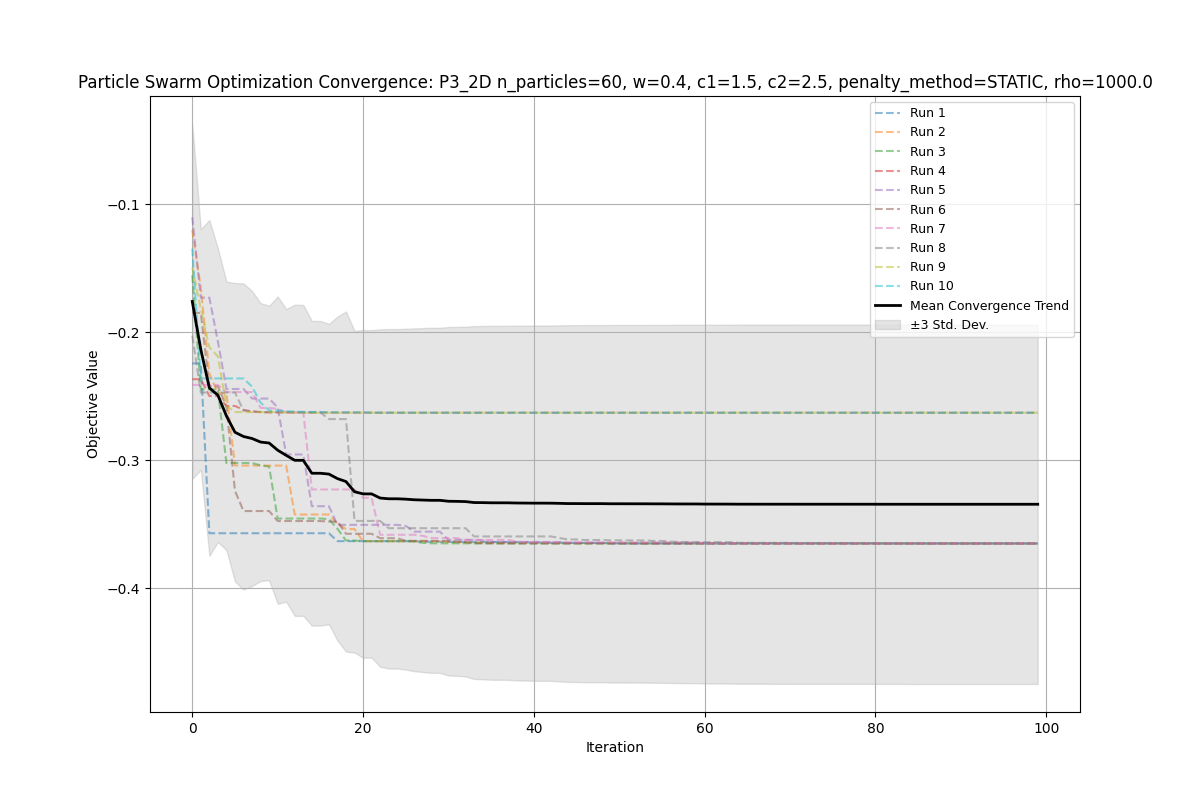 Particle Swarm Optimization Convergence: P3_2D n_particles=60, w=0.4, c1=1.5, c2=2.5, penalty_method=STATIC, rho=1000.0
Run 1
Run 2
Run 3
Run 4
Run 5
Run 6
Run 7
Run 8
Run 9
Run 10
Mean Convergence Trend
±3 Std. Dev.
Objective Value
−0.1
−0.2
−0.3
−0.4
0 20 40 60 80 100
Iteration